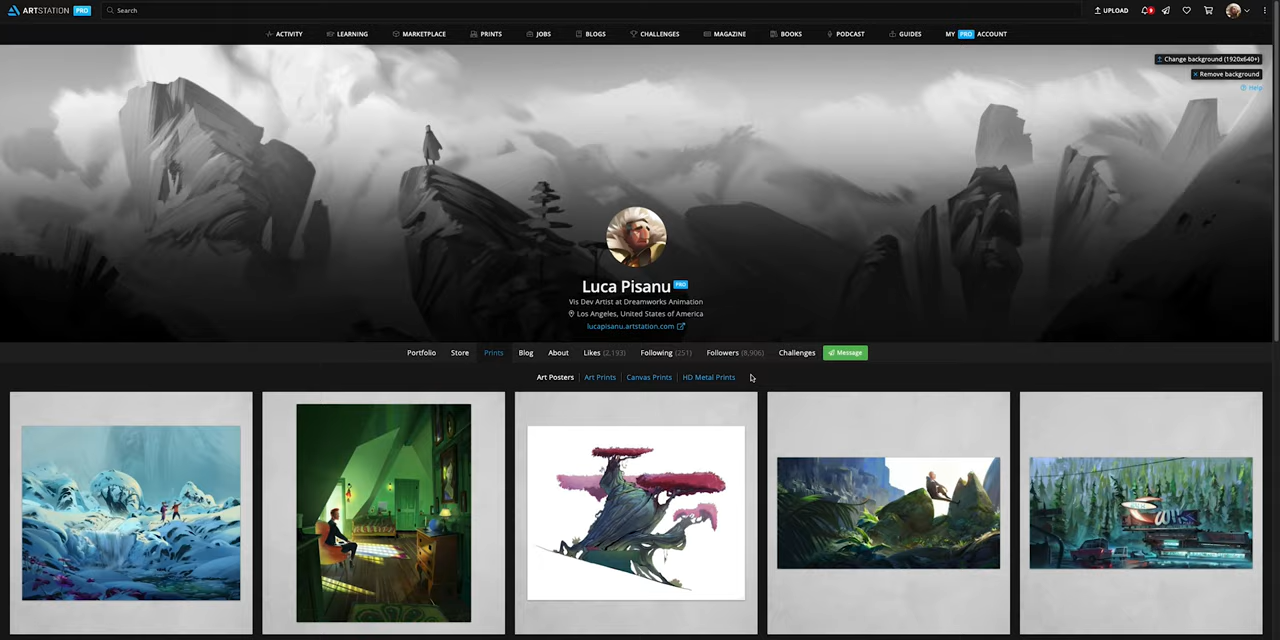 ARTSTATION PRO
Search
UPLOAD
9
ACTIVITY
LEARNING
MARKETPLACE
PRINTS
JOBS
BLOGS
CHALLENGES
MAGAZINE
BOOKS
PODCAST
GUIDES
MY PRO ACCOUNT
Change background (1920x640+)
Remove background
Help
Luca Pisanu PRO
Vis Dev Artist at Dreamworks Animation
Los Angeles, United States of America
lucapisanu.artstation.com
Portfolio
Store
Prints
Blog
About
Likes (2,193)
Following (251)
Followers (8,906)
Challenges
Message
Art Posters
Art Prints
Canvas Prints
HD Metal Prints